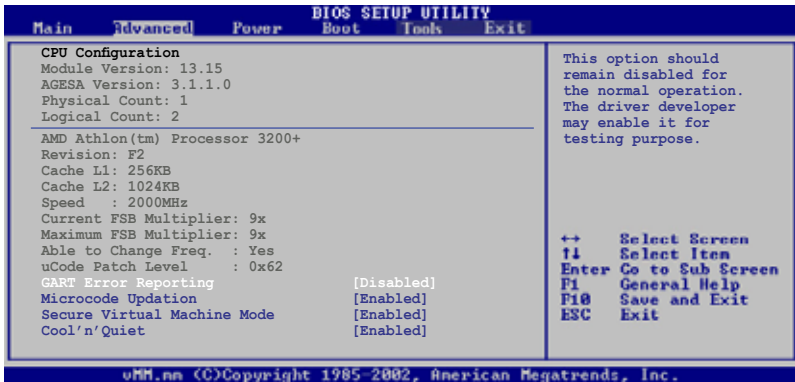 BIOS SETUP UTILITY
Main Advanced Power Boot Tools Exit
CPU Configuration
Module Version: 13.15
AGESA Version: 3.1.1.0
Physical Count: 1
Logical Count: 2
AMD Athlon(tm) Processor 3200+
Revision: F2
Cache L1: 256KB
Cache L2: 1024KB
Speed : 2000MHz
Current FSB Multiplier: 9x
Maximum FSB Multiplier: 9x
Able to Change Freq. : Yes
uCode Patch Level : 0x62
GART Error Reporting [Disabled]
Microcode Updation [Enabled]
Secure Virtual Machine Mode [Enabled]
Cool'n'Quiet [Enabled]
This option should
remain disabled for
the normal operation.
The driver developer
may enable it for
testing purpose.
↔ Select Screen
↑↓ Select Item
Enter Go to Sub Screen
F1 General Help
F10 Save and Exit
ESC Exit
vMM.mm (C)Copyright 1985-2002, American Megatrends, Inc.